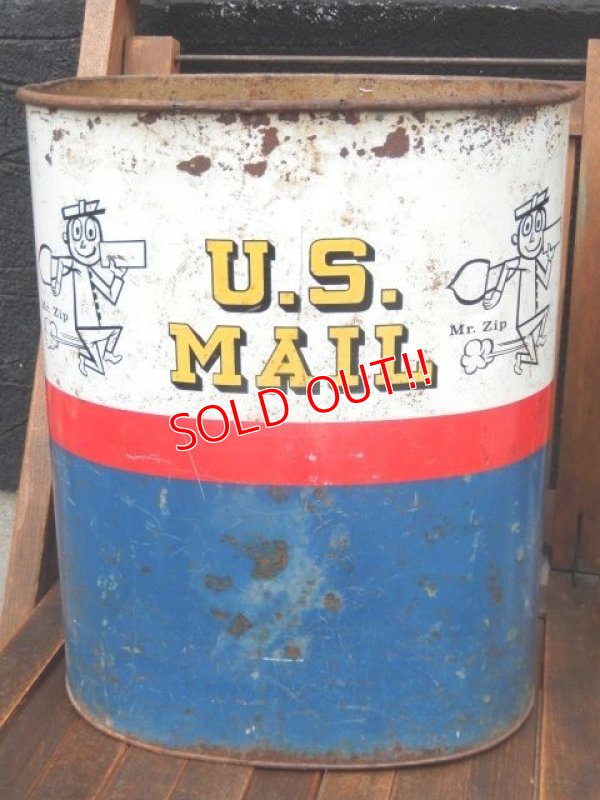 U.S.
MAIL
Mr. Zip
Mr. Zip
SOLD OUT!!